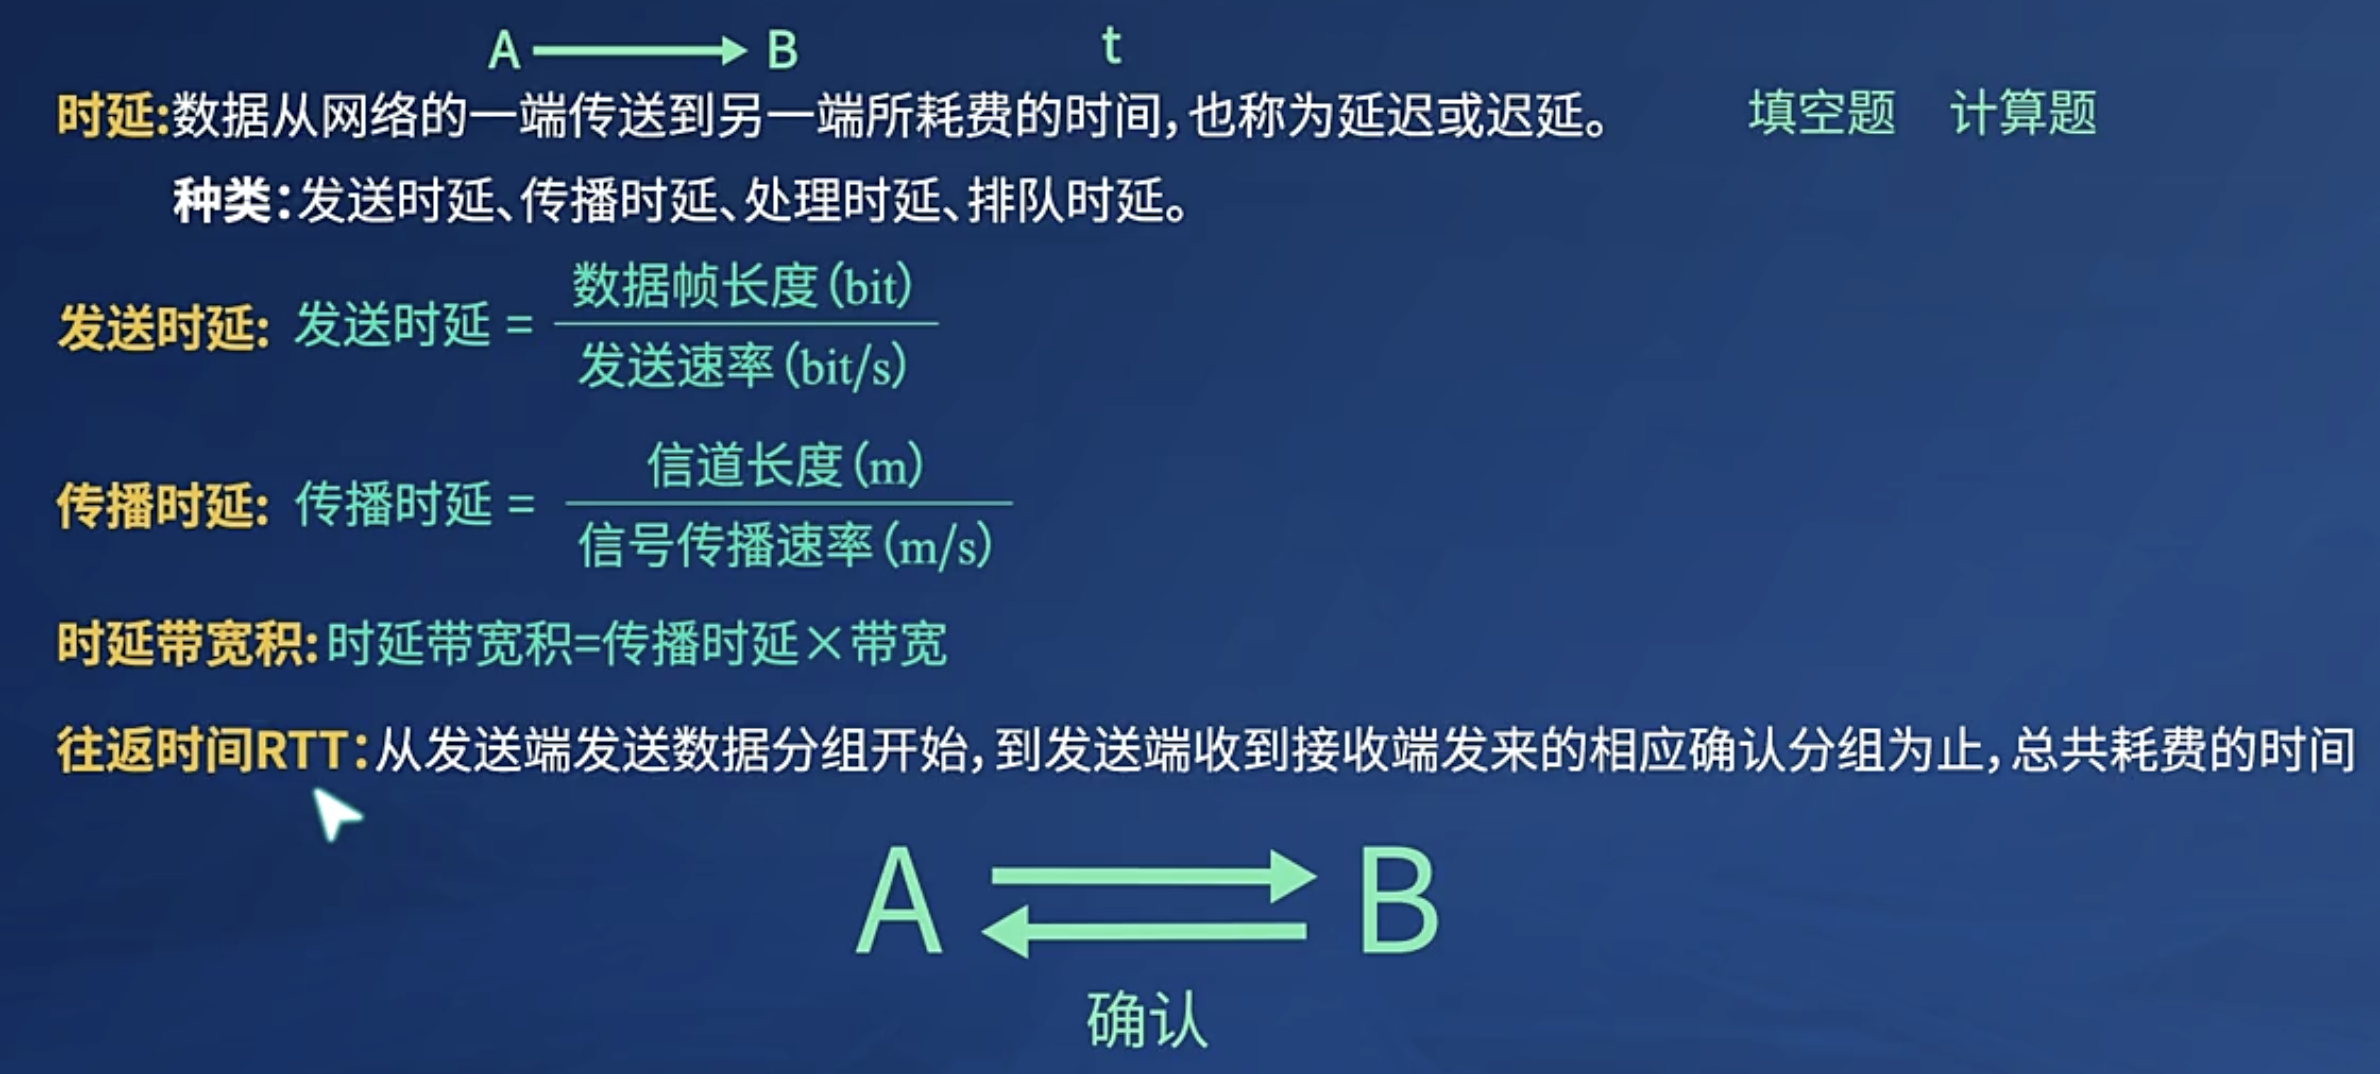 A B t
时延:数据从网络的一端传送到另一端所耗费的时间,也称为延迟或迟延。 填空题 计算题
种类：发送时延、传播时延、处理时延、排队时延。
发送时延: 发送时延 = 数据帧长度(bit)
发送速率(bit/s)
传播时延: 传播时延 = 信道长度(m)
信号传播速率(m/s)
时延带宽积:时延带宽积=传播时延×带宽
往返时间RTT：从发送端发送数据分组开始,到发送端收到接收端发来的相应确认分组为止,总共耗费的时间
A B
确认